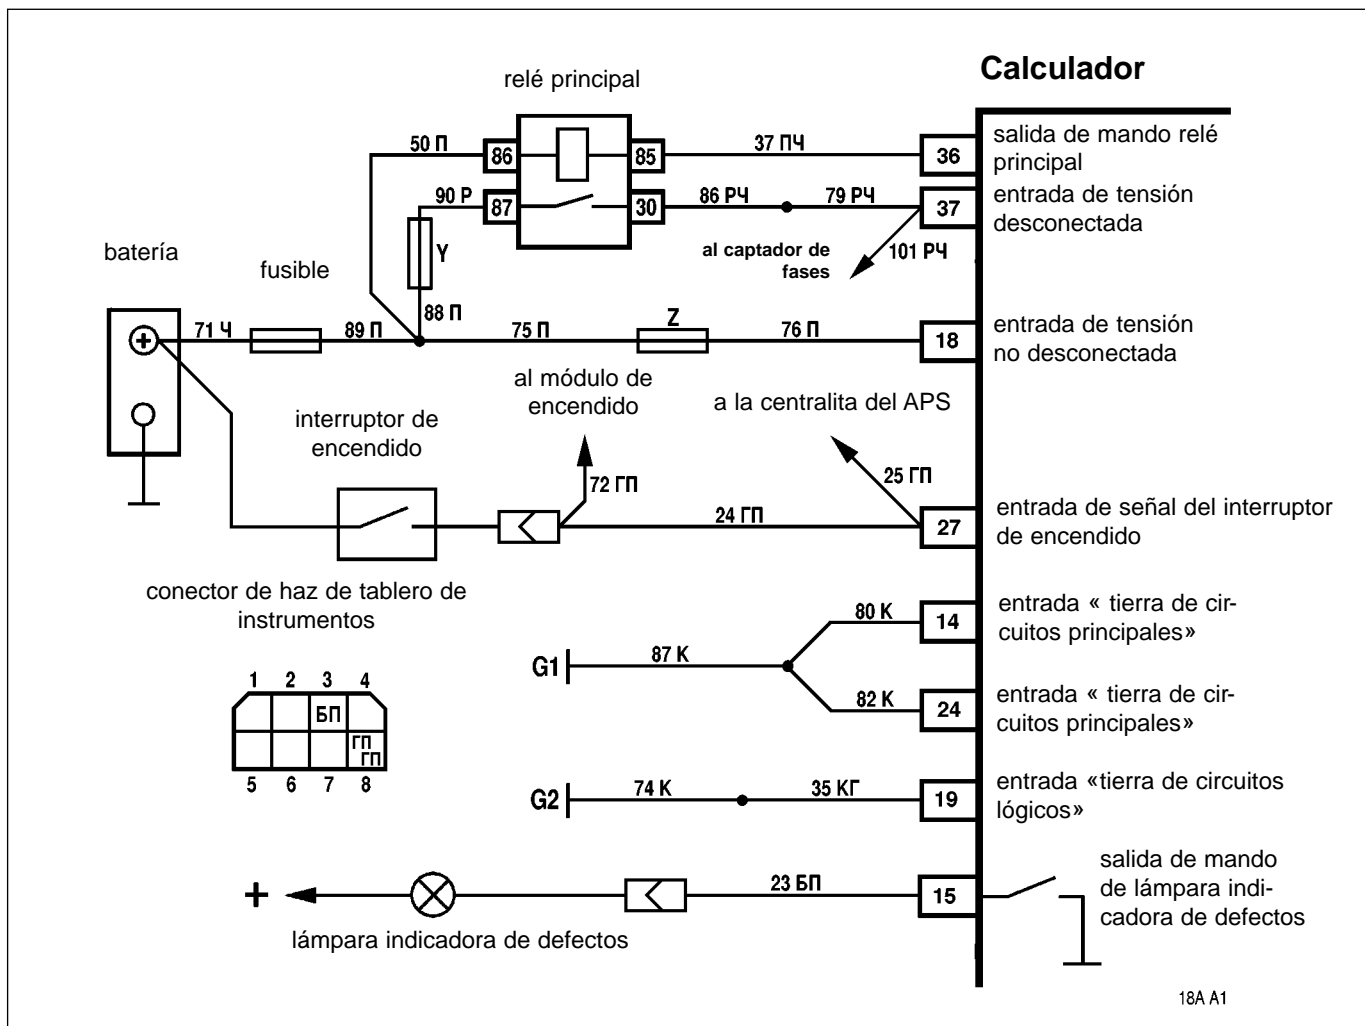 Calculador
relé principal
50 П
86
85
37 ПЧ
36
salida de mando relé
principal
90 Р
87
30
86 РЧ
79 РЧ
37
entrada de tensión
desconectada
Y
al captador de
fases
101 РЧ
batería
fusible
88 П
+
71 Ч
89 П
75 П
Z
76 П
18
entrada de tensión
no desconectada
al módulo de
encendido
a la centralita del APS
interruptor de
encendido
72 ГП
25 ГП
24 ГП
27
entrada de señal del interruptor
de encendido
conector de haz de tablero de
instrumentos
80 К
14
entrada « tierra de cir-
cuitos principales»
G1
87 К
82 К
24
entrada « tierra de cir-
cuitos principales»
1 2 3 4
БП
ГП
ГП
5 6 7 8
G2
74 К
35 КГ
19
entrada «tierra de circuitos
lógicos»
+
23 БП
15
salida de mando
de lámpara indi-
cadora de defectos
lámpara indicadora de defectos
18A A1